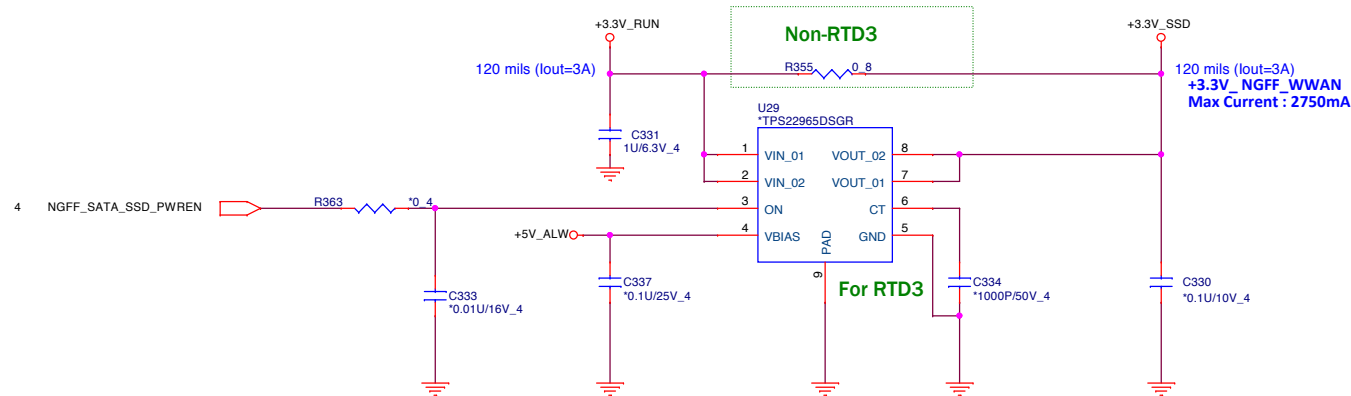 +3.3V_RUN
+3.3V_SSD
Non-RTD3
120 mils (Iout=3A)
R355
0_8
120 mils (Iout=3A)
+3.3V_ NGFF_WWAN
Max Current : 2750mA
U29
*TPS22965DSGR
C331
1U/6.3V_4
1
VIN_01
VOUT_02
8
2
VIN_02
VOUT_01
7
4
NGFF_SATA_SSD_PWREN
R363
*0_4
3
ON
CT
6
+5V_ALW
4
VBIAS
GND
5
PAD
9
For RTD3
C333
*0.01U/16V_4
C337
*0.1U/25V_4
C334
*1000P/50V_4
C330
*0.1U/10V_4